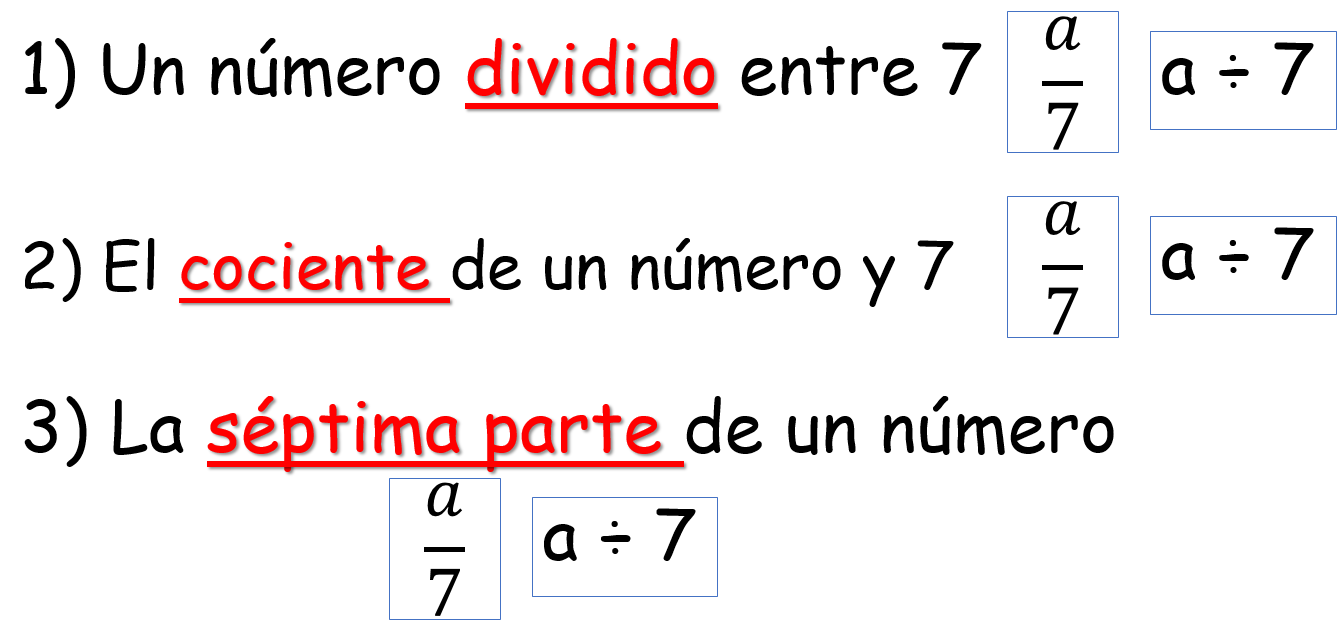 1) Un número dividido entre 7 a/7 a ÷ 7
2) El cociente de un número y 7 a/7 a ÷ 7
3) La séptima parte de un número
a/7 a ÷ 7